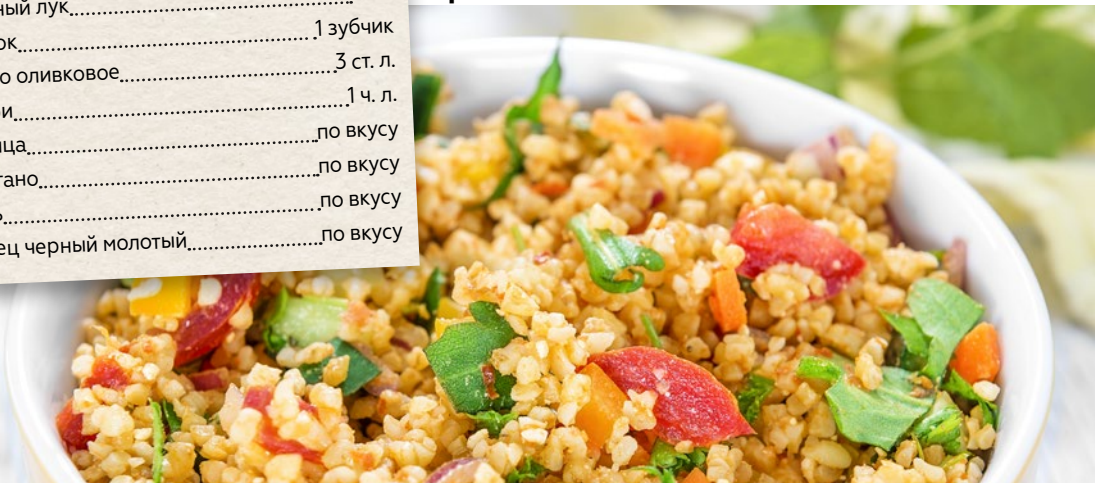 ный лук
ок 1 зубчик
о оливковое 3 ст. л.
и 1 ч. л.
ца по вкусу
гано по вкусу
ь по вкусу
ец черный молотый по вкусу